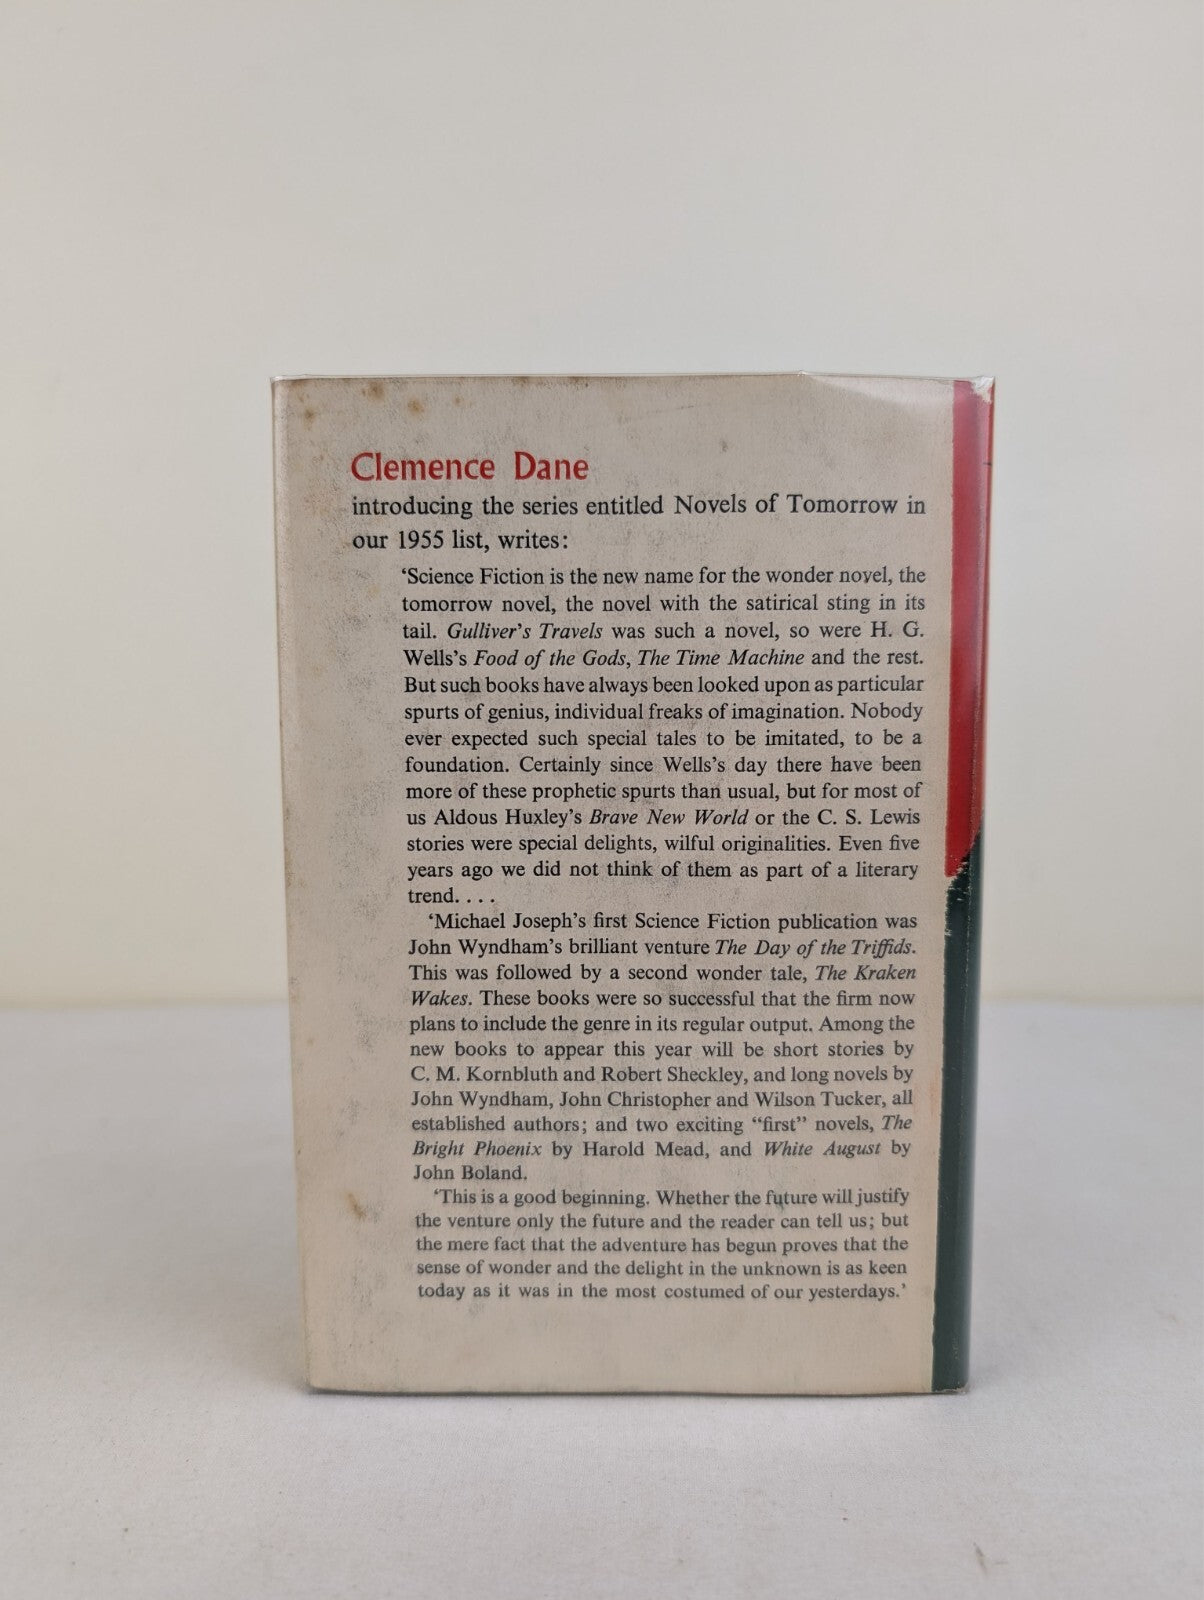 Clemence Dane
introducing the series entitled Novels of Tomorrow in
our 1955 list, writes:
‘Science Fiction is the new name for the wonder novel, the
tomorrow novel, the novel with the satirical sting in its
tail. Gulliver’s Travels was such a novel, so were H. G.
Wells’s Food of the Gods, The Time Machine and the rest.
But such books have always been looked upon as particular
spurts of genius, individual freaks of imagination. Nobody
ever expected such special tales to be imitated, to be a
foundation. Certainly since Wells’s day there have been
more of these prophetic spurts than usual, but for most of
us Aldous Huxley’s Brave New World or the C. S. Lewis
stories were special delights, wilful originalities. Even five
years ago we did not think of them as part of a literary
trend. . . .
‘Michael Joseph’s first Science Fiction publication was
John Wyndham’s brilliant venture The Day of the Triffids.
This was followed by a second wonder tale, The Kraken
Wakes. These books were so successful that the firm now
plans to include the genre in its regular output. Among the
new books to appear this year will be short stories by
C. M. Kornbluth and Robert Sheckley, and long novels by
John Wyndham, John Christopher and Wilson Tucker, all
established authors; and two exciting “first” novels, The
Bright Phoenix by Harold Mead, and White August by
John Boland.
‘This is a good beginning. Whether the future will justify
the venture only the future and the reader can tell us; but
the mere fact that the adventure has begun proves that the
sense of wonder and the delight in the unknown is as keen
today as it was in the most costumed of our yesterdays.’